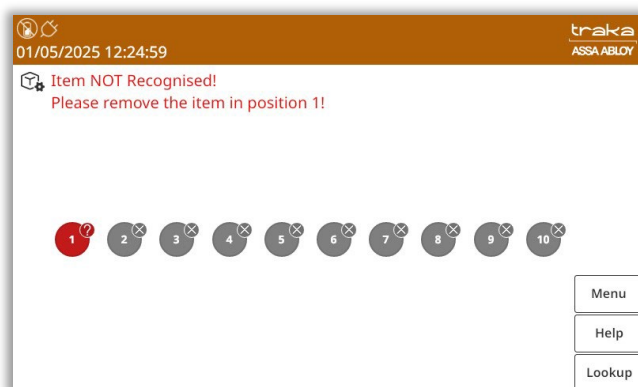 traka
01/05/2025 12:24:59
ASSA ABLOY
Item NOT Recognised!
Please remove the item in position 1!
1 ? 2 3 4 5 6 7 8 9 10
Menu
Help
Lookup